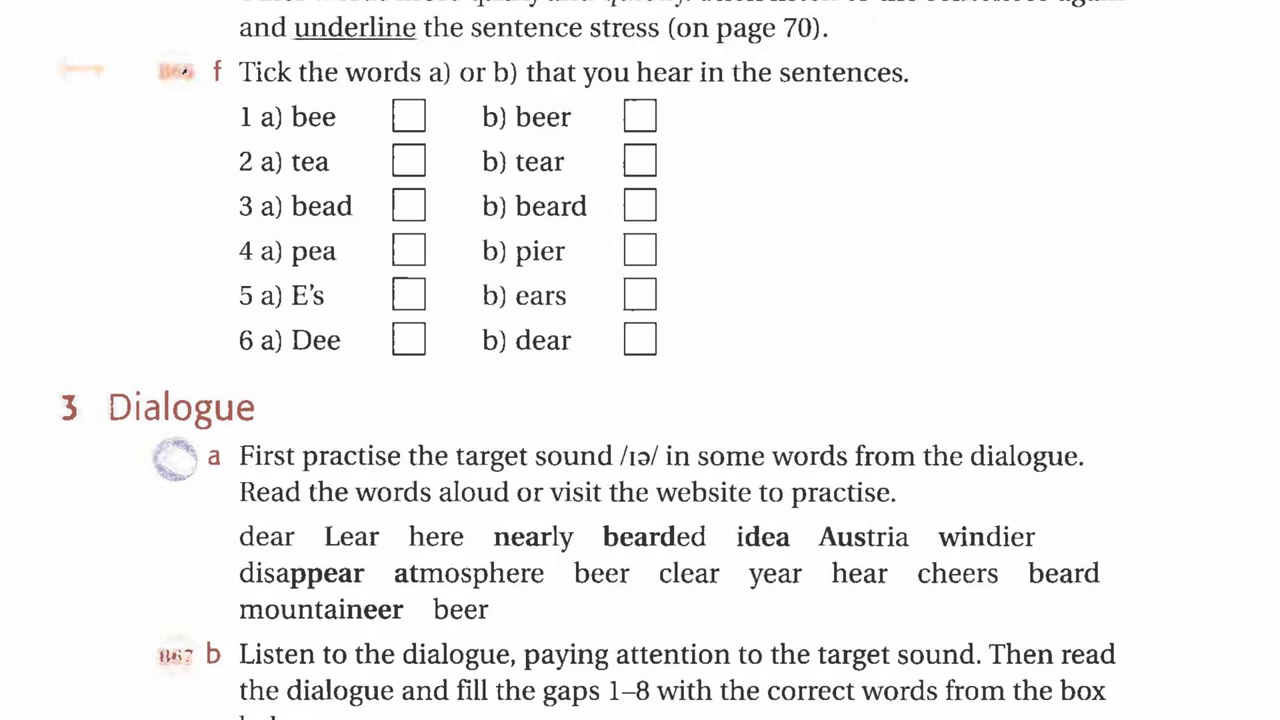 and underline the sentence stress (on page 70).
f Tick the words a) or b) that you hear in the sentences.
1 a) bee b) beer
2 a) tea b) tear
3 a) bead b) beard
4 a) pea b) pier
5 a) E's b) ears
6 a) Dee b) dear
3 Dialogue
a First practise the target sound /ɪə/ in some words from the dialogue.
Read the words aloud or visit the website to practise.
dear Lear here nearly bearded idea Austria windier
disappear atmosphere beer clear year hear cheers beard
mountaineer beer
B67 b Listen to the dialogue, paying attention to the target sound. Then read
the dialogue and fill the gaps 1–8 with the correct words from the box